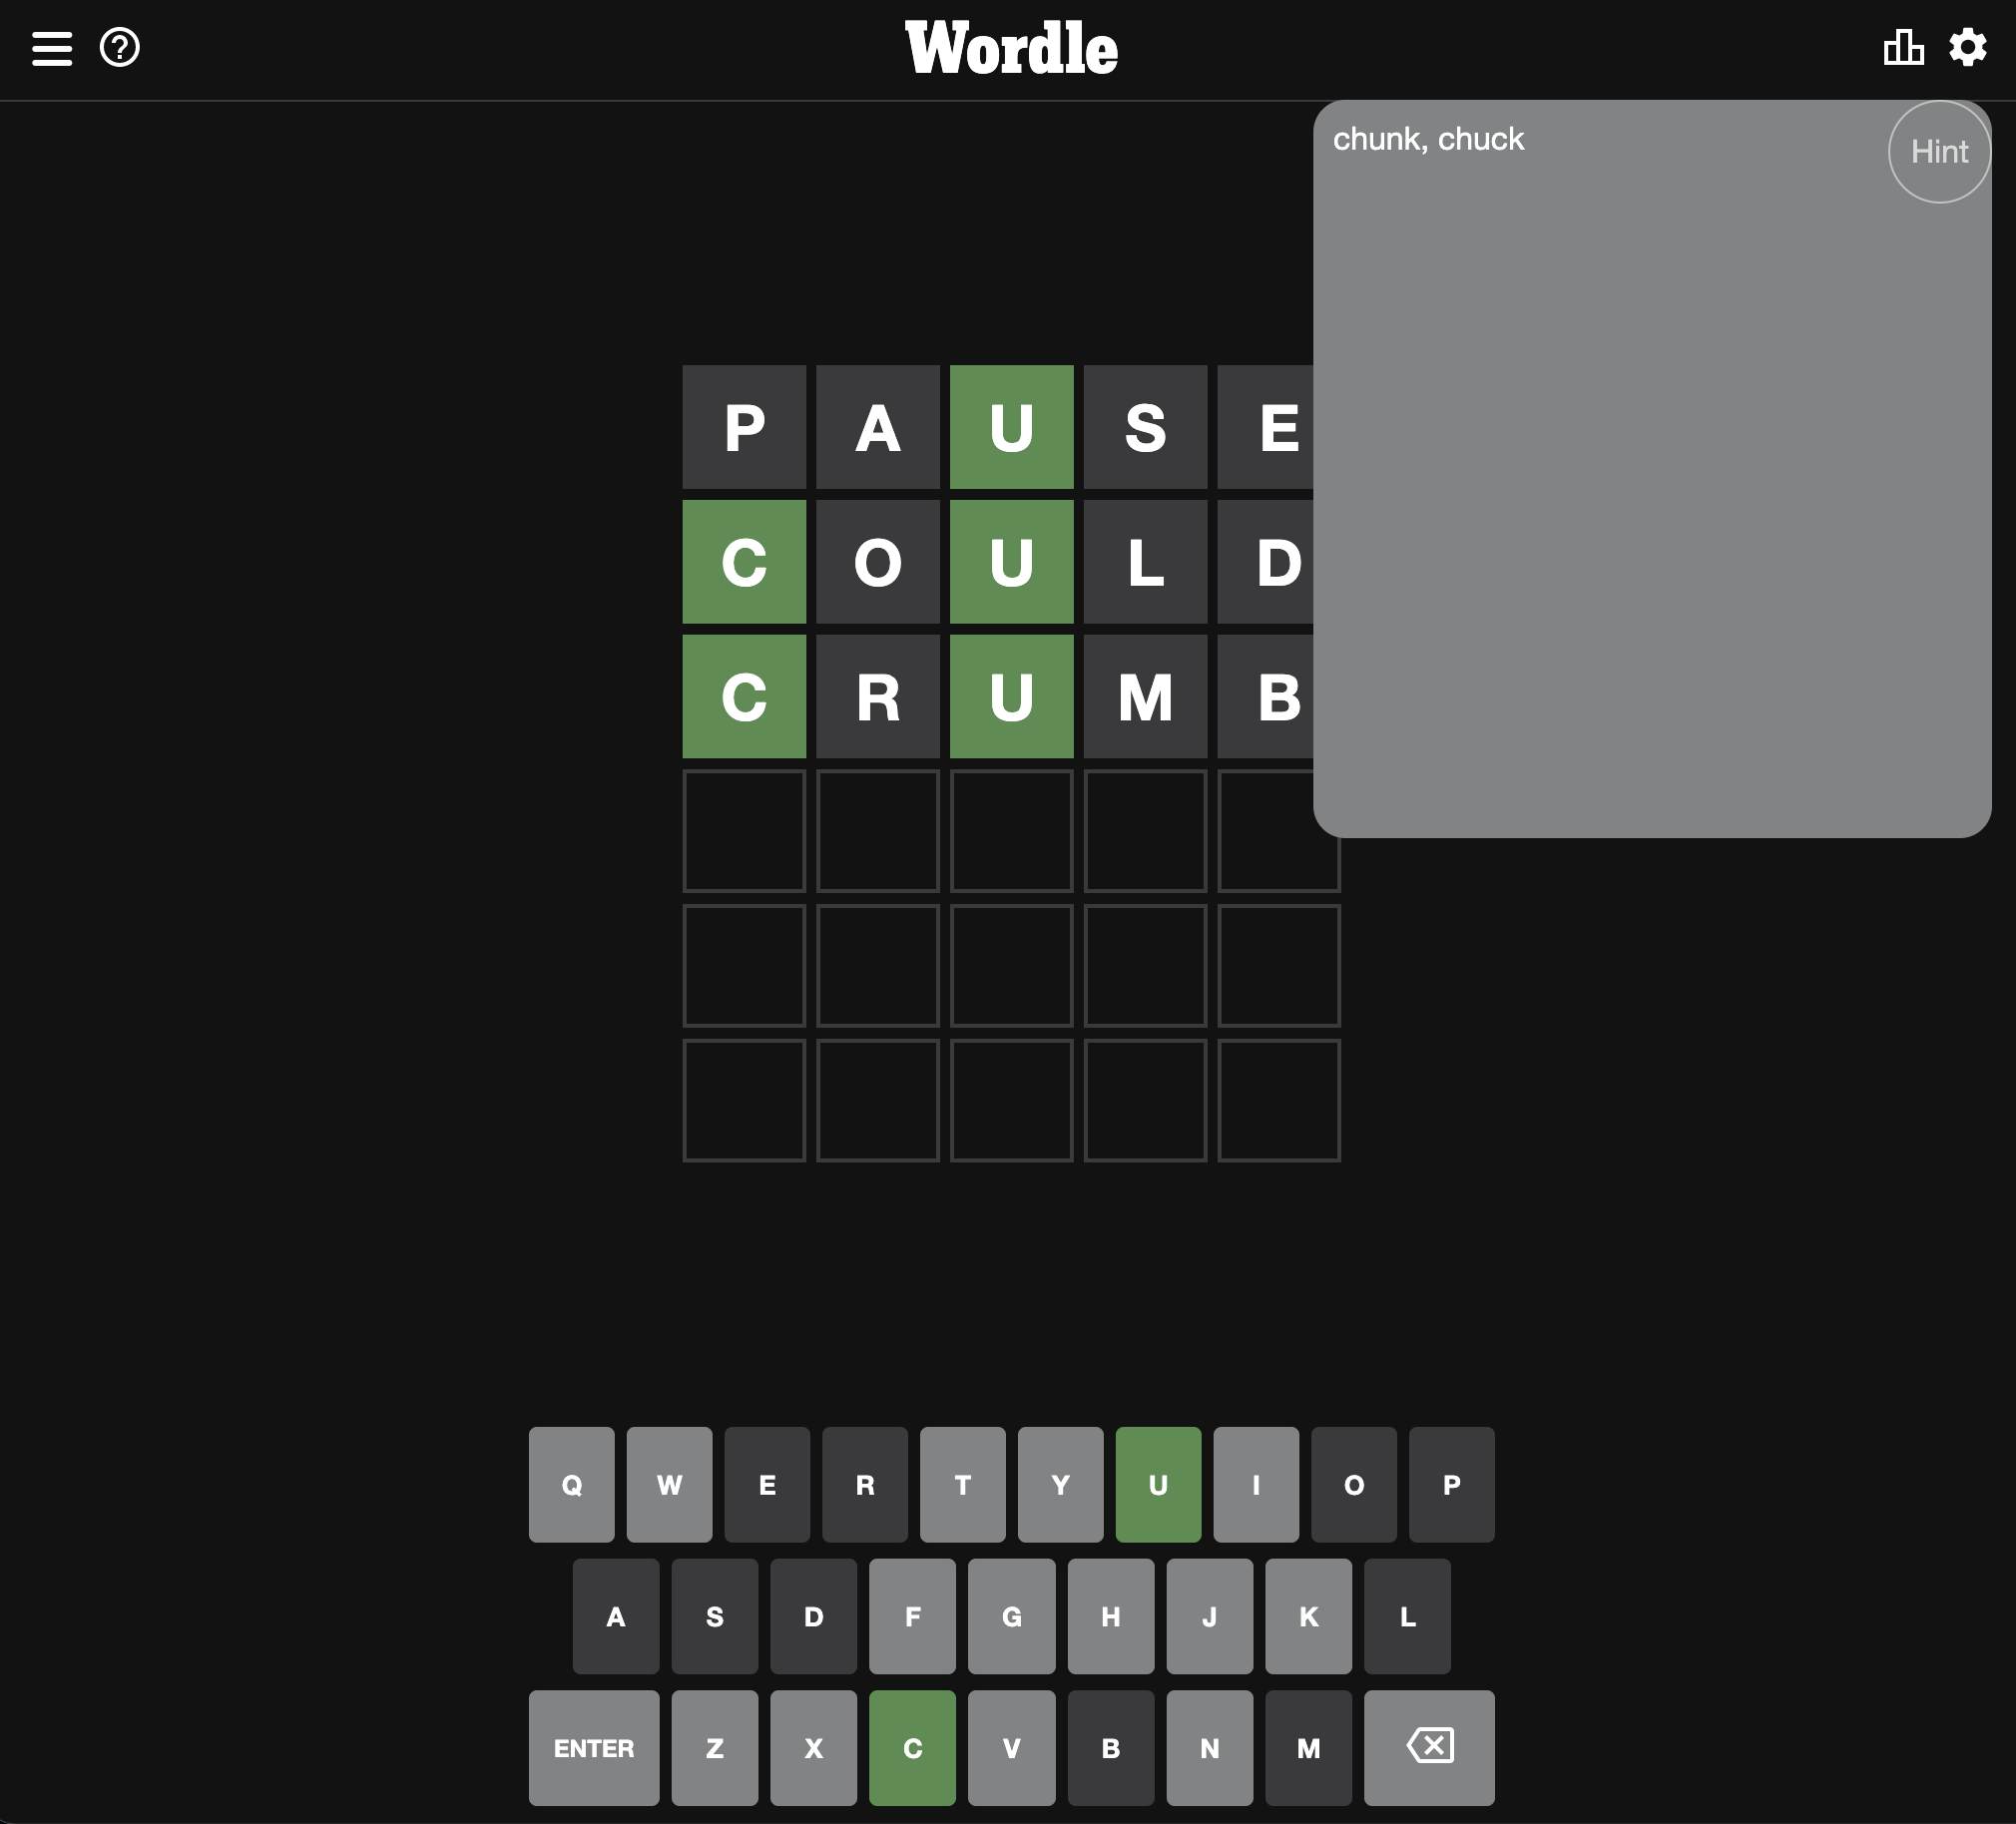 Wordle
chunk, chuck
Hint
P A U S E
C O U L D
C R U M B
Q W E R T Y U I O P
A S D F G H J K L
ENTER Z X C V B N M